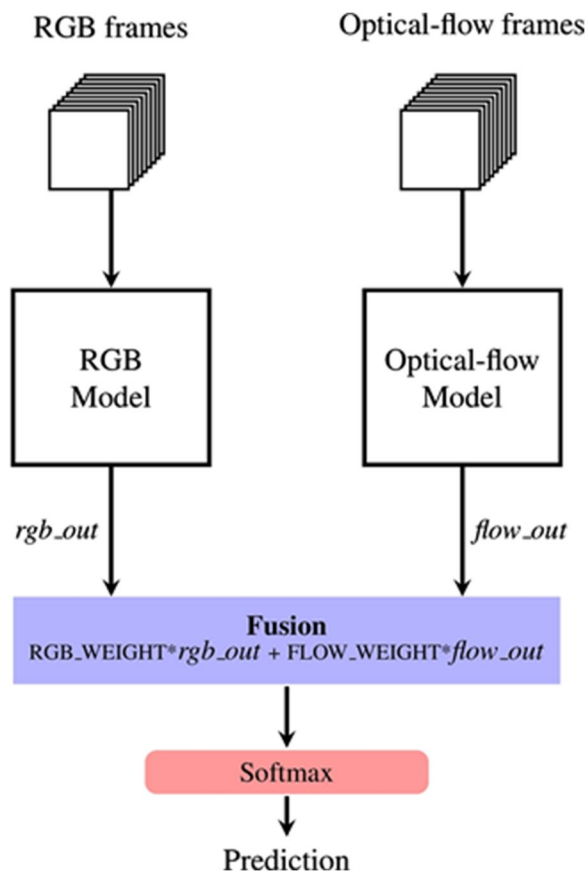 RGB frames
Optical-flow frames
RGB
Model
Optical-flow
Model
rgb_out
flow_out
Fusion
RGB_WEIGHT*rgb_out + FLOW_WEIGHT*flow_out
Softmax
Prediction